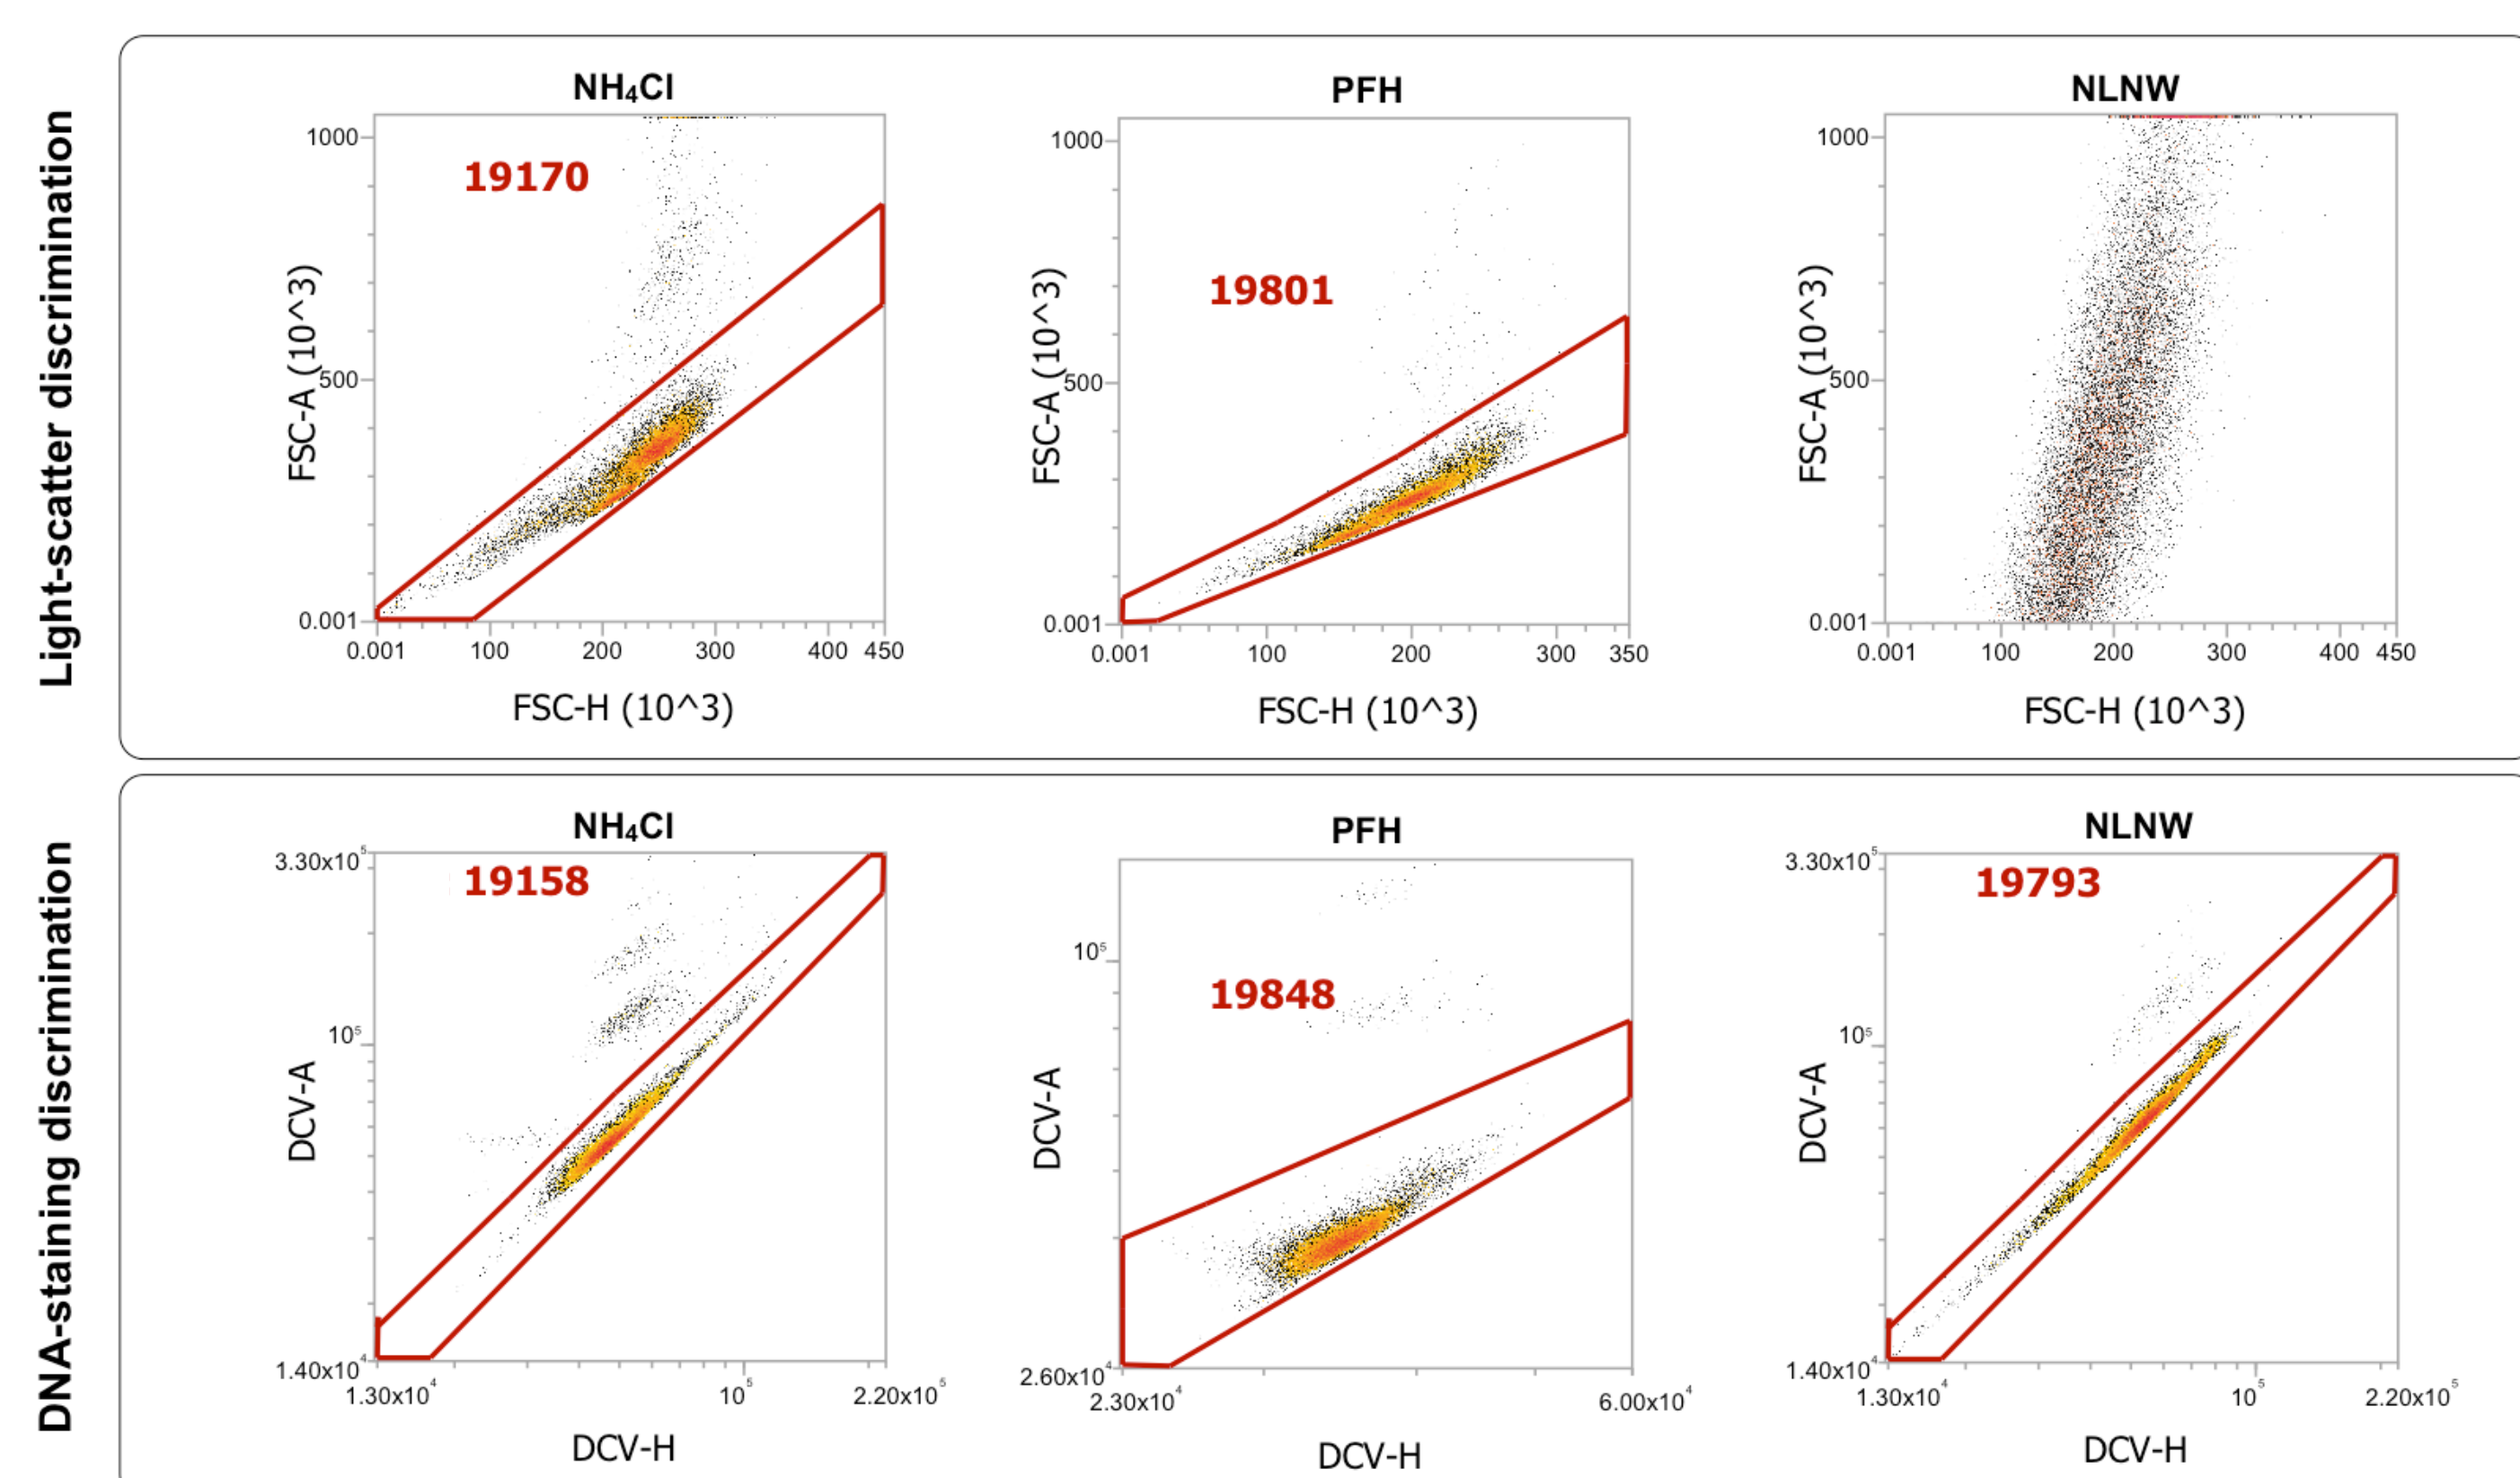 Light-scatter discrimination
NH₄Cl
19170
FSC-A (10^3)
1000
500
0.001
0.001 100 200 300 400 450
FSC-H (10^3)
PFH
19801
FSC-A (10^3)
1000
500
0.001
0.001 100 200 300 350
FSC-H (10^3)
NLNW
FSC-A (10^3)
1000
500
0.001
0.001 100 200 300 400 450
FSC-H (10^3)
DNA-staining discrimination
NH₄Cl
19158
DCV-A
3.30x10⁵
10⁵
1.40x10⁴
1.30x10⁴ 10⁵ 2.20x10⁵
DCV-H
PFH
19848
DCV-A
10⁵
2.60x10⁴
2.30x10⁴ 6.00x10⁴
DCV-H
NLNW
19793
DCV-A
3.30x10⁵
10⁵
1.40x10⁴
1.30x10⁴ 10⁵ 2.20x10⁵
DCV-H